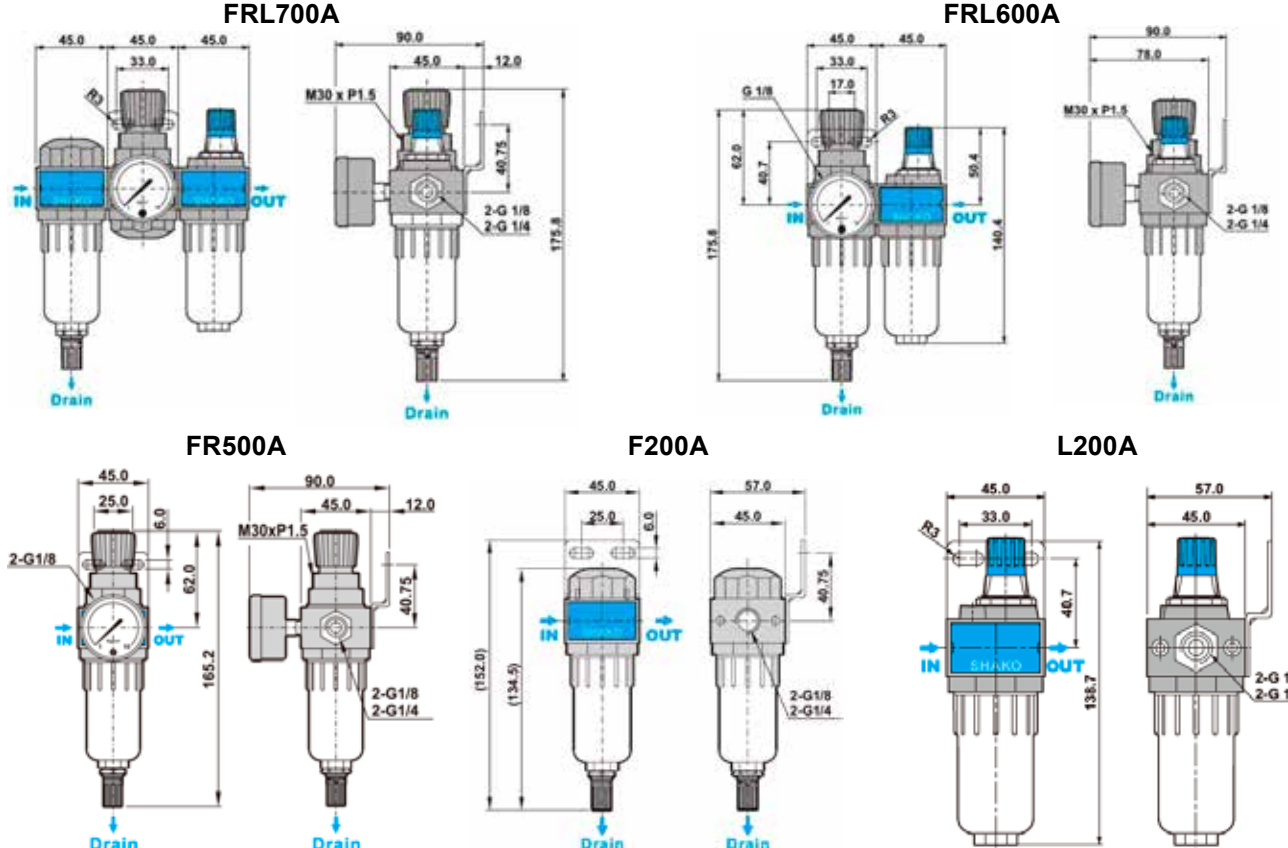 FRL700A
45.0 45.0 45.0
33.0
R3
IN
OUT
Drain
90.0
45.0
12.0
M30 x P1.5
40.75
2-G 1/8
2-G 1/4
175.8
Drain
FRL600A
45.0 45.0
33.0
17.0
G 1/8
R3
62.0
40.7
50.4
IN
OUT
175.8
140.4
Drain
90.0
78.0
M30 x P1.5
2-G 1/8
2-G 1/4
Drain
FR500A
45.0
25.0
6.0
2-G1/8
62.0
IN
OUT
165.2
Drain
90.0
45.0
12.0
M30xP1.5
40.75
2-G1/8
2-G1/4
Drain
F200A
45.0
25.0
6.0
IN
OUT
(152.0)
(134.5)
Drain
57.0
45.0
40.75
2-G1/8
2-G1/4
Drain
L200A
45.0
33.0
R3
40.7
IN
OUT
SHAKO
138.7
57.0
45.0
2-G 1
2-G 1